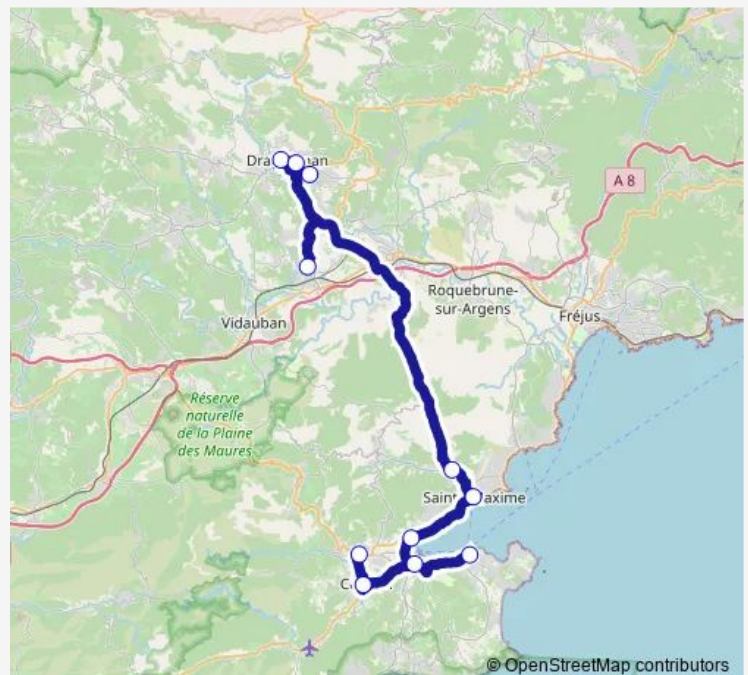 A 8
Roquebrune-
sur-Argens
Fréjus
Vidauban
Réserve
naturelle
de la Plaine
des Maures
© OpenStreetMap contributors